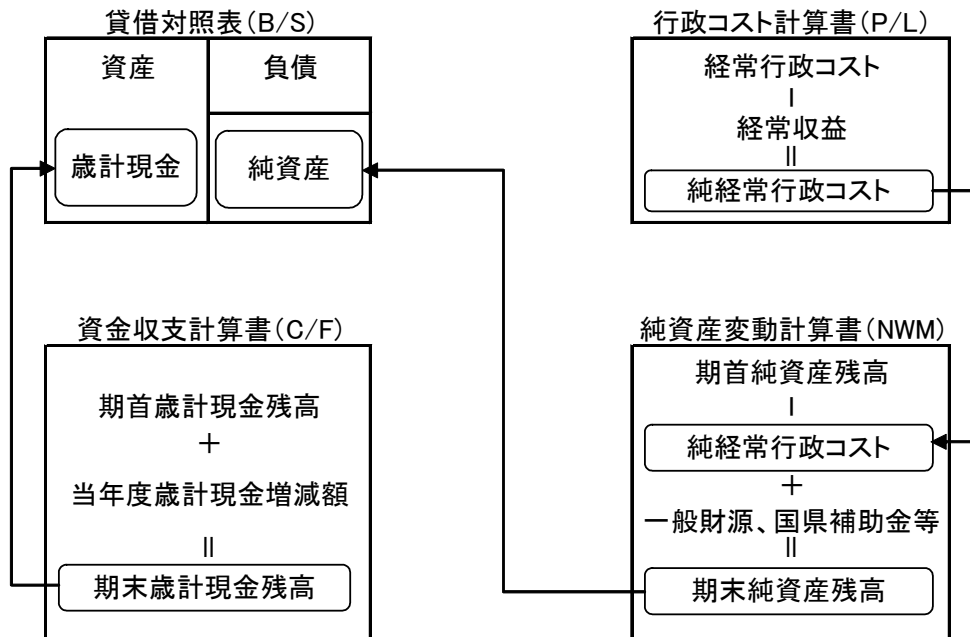 貸借対照表(B/S)
資産
負債
歳計現金
純資産
行政コスト計算書(P/L)
経常行政コスト
－
経常収益
＝
純経常行政コスト
資金収支計算書(C/F)
期首歳計現金残高
＋
当年度歳計現金増減額
＝
期末歳計現金残高
純資産変動計算書(NWM)
期首純資産残高
－
純経常行政コスト
＋
一般財源、国県補助金等
＝
期末純資産残高